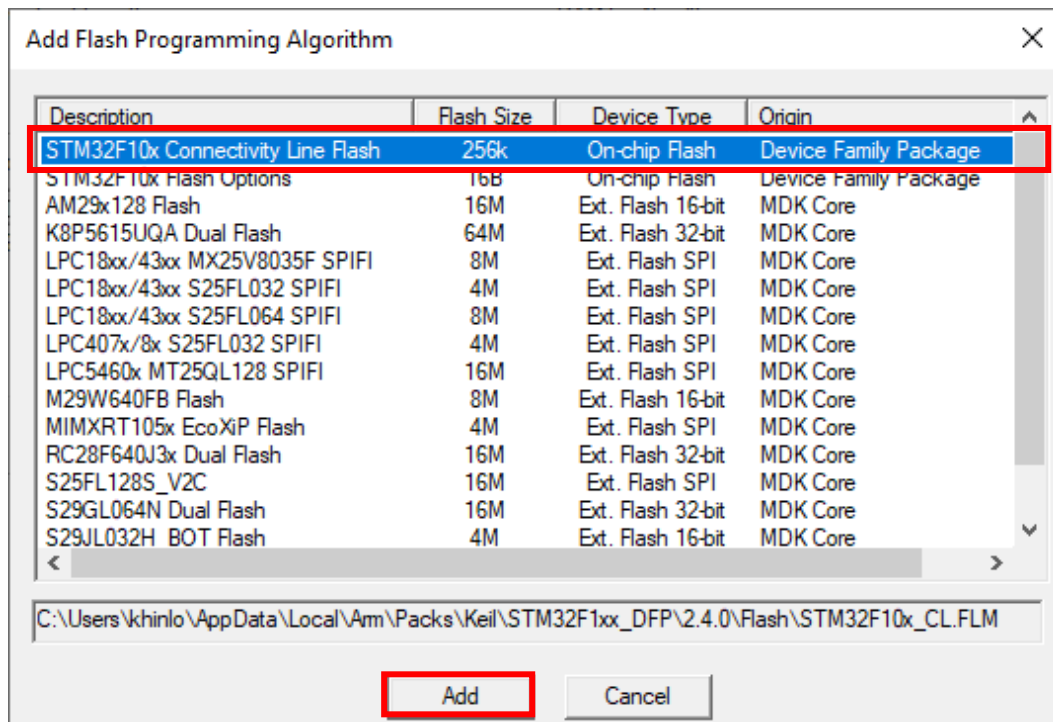 Add Flash Programming Algorithm
Description Flash Size Device Type Origin
STM32F10x Connectivity Line Flash 256k On-chip Flash Device Family Package
STM32F10x Flash Options 16B On-chip Flash Device Family Package
AM29x128 Flash 16M Ext. Flash 16-bit MDK Core
K8P5615UQA Dual Flash 64M Ext. Flash 32-bit MDK Core
LPC18xx/43xx MX25V8035F SPIFI 8M Ext. Flash SPI MDK Core
LPC18xx/43xx S25FL032 SPIFI 4M Ext. Flash SPI MDK Core
LPC18xx/43xx S25FL064 SPIFI 8M Ext. Flash SPI MDK Core
LPC407x/8x S25FL032 SPIFI 4M Ext. Flash SPI MDK Core
LPC5460x MT25QL128 SPIFI 16M Ext. Flash SPI MDK Core
M29W640FB Flash 8M Ext. Flash 16-bit MDK Core
MIMXRT105x EcoXiP Flash 4M Ext. Flash SPI MDK Core
RC28F640J3x Dual Flash 16M Ext. Flash 32-bit MDK Core
S25FL128S_V2C 16M Ext. Flash SPI MDK Core
S29GL064N Dual Flash 16M Ext. Flash 32-bit MDK Core
S29JL032H_BOT Flash 4M Ext. Flash 16-bit MDK Core
C:\Users\khinlo\AppData\Local\Arm\Packs\Keil\STM32F1xx_DFP\2.4.0\Flash\STM32F10x_CL.FLM
Add Cancel